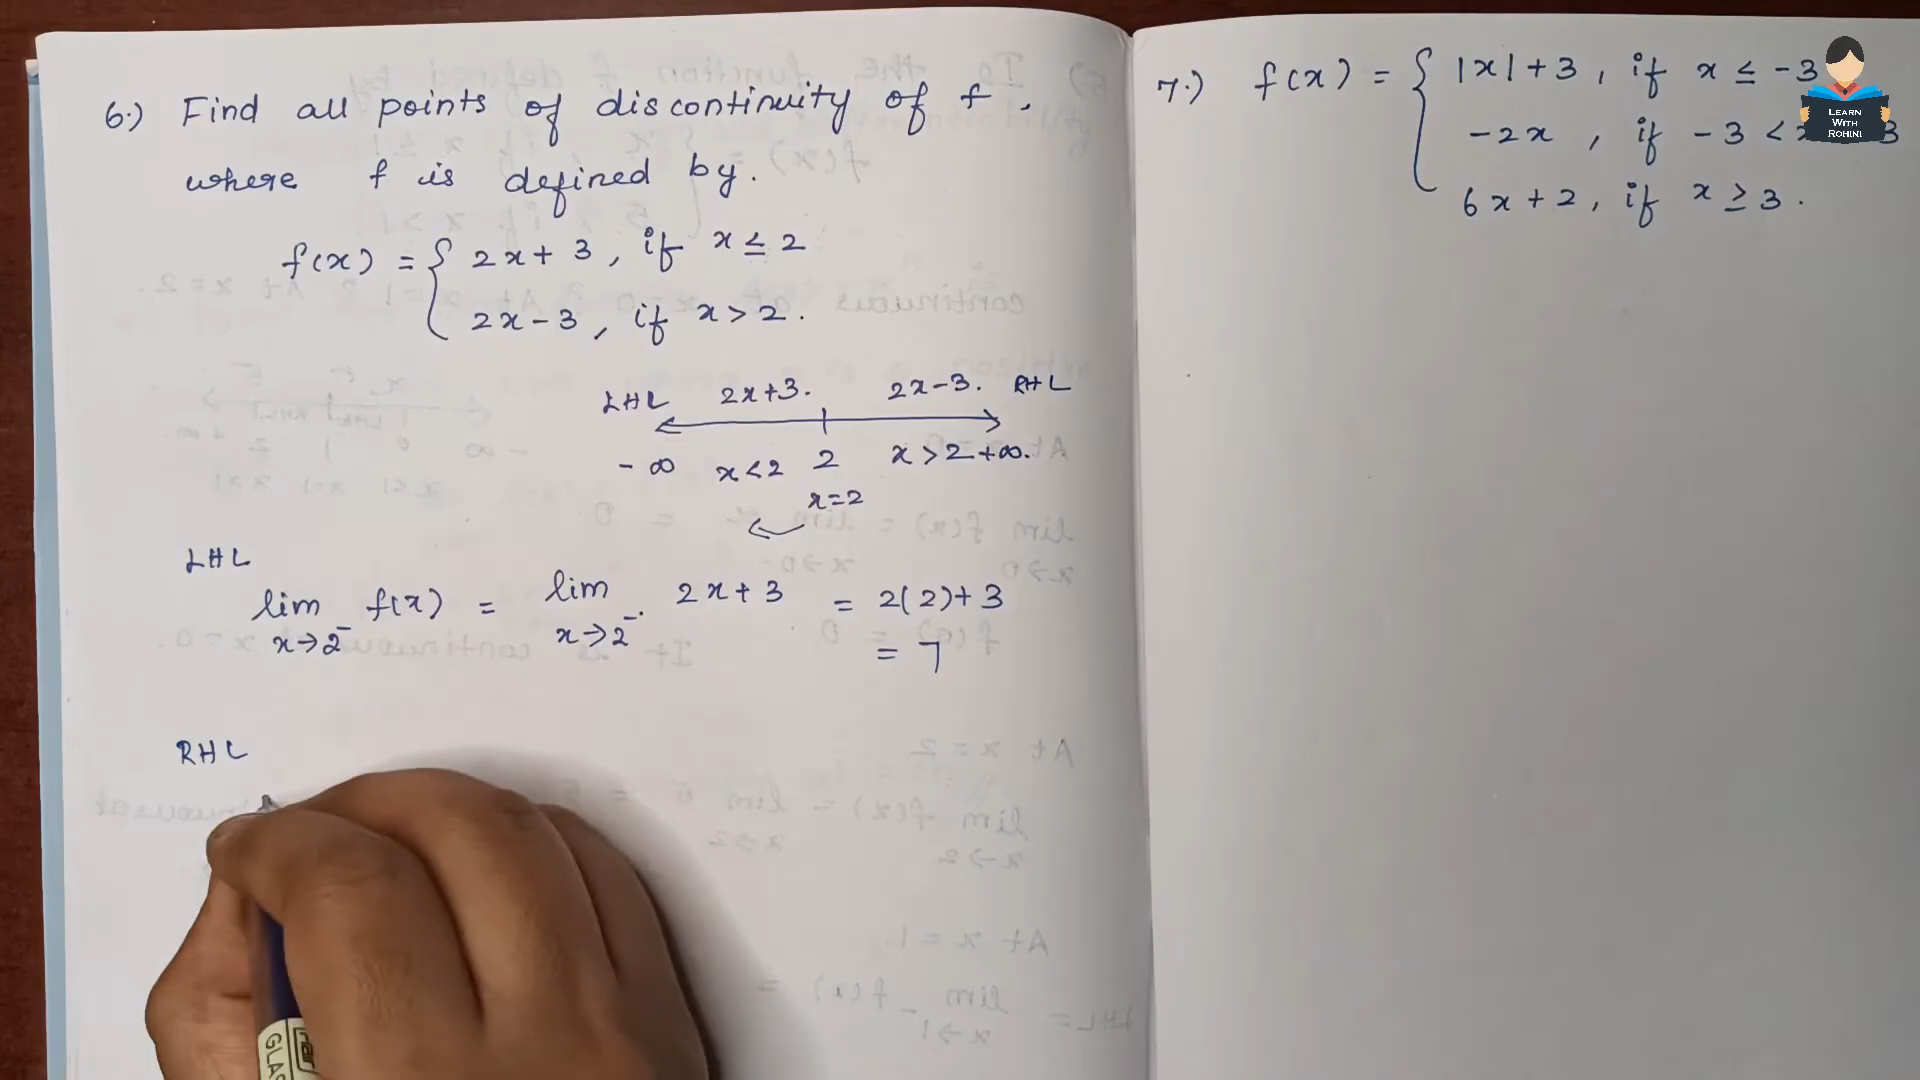 6.) Find all points of discontinuity of f.
where f is defined by.
f(x) = { 2x + 3, if x ≤ 2
2x - 3, if x > 2.
LHL 2x+3. 2x-3. RHL
- ∞ x<2 2 x>2 +∞.
x=2
LHL
lim f(x) = lim 2x+3 = 2(2)+3
x→2⁻ x→2⁻.
= 7
RHL
7.) f(x) = { |x|+3, if x ≤ -3
-2x, if -3 < 3
6x+2, if x ≥ 3.
LEARN
WITH
ROHINI